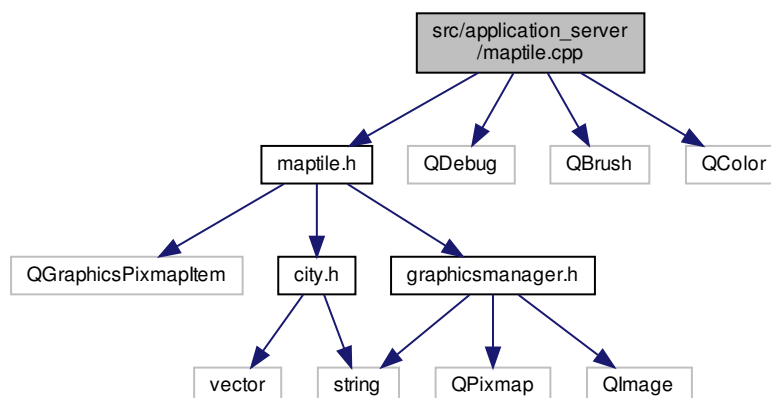 src/application_server
/maptile.cpp
maptile.h
QDebug
QBrush
QColor
QGraphicsPixmapItem
city.h
graphicsmanager.h
vector
string
QPixmap
QImage